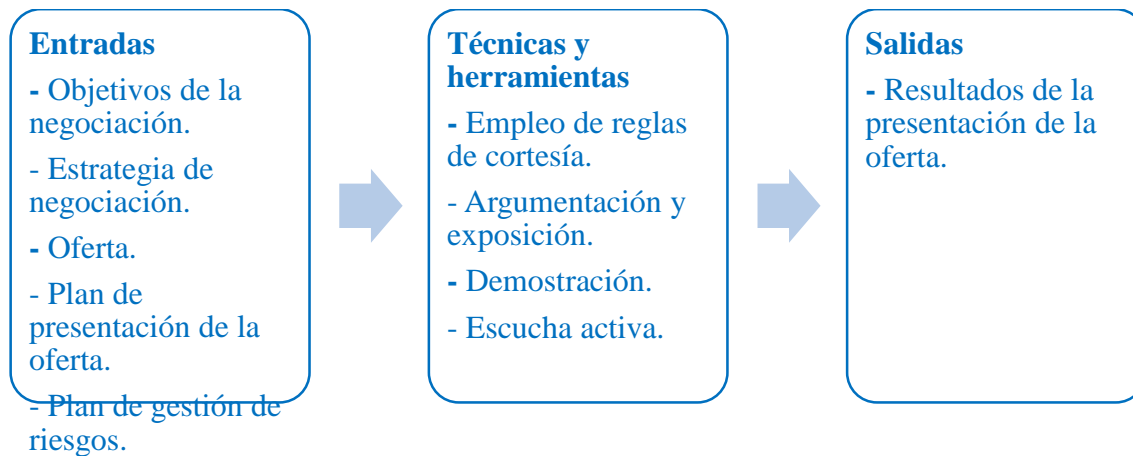 Entradas
- Objetivos de la
negociación.
- Estrategia de
negociación.
- Oferta.
- Plan de
presentación de la
oferta.
- Plan de gestión de
riesgos.
Técnicas y
herramientas
- Empleo de reglas
de cortesía.
- Argumentación y
exposición.
- Demostración.
- Escucha activa.
Salidas
- Resultados de la
presentación de la
oferta.